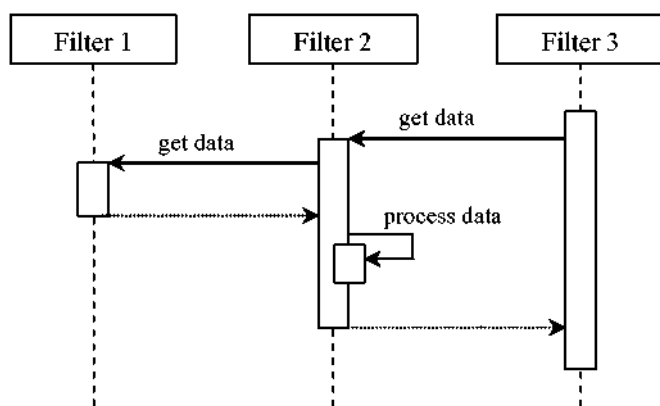 Filter 1
Filter 2
Filter 3
get data
get data
process data